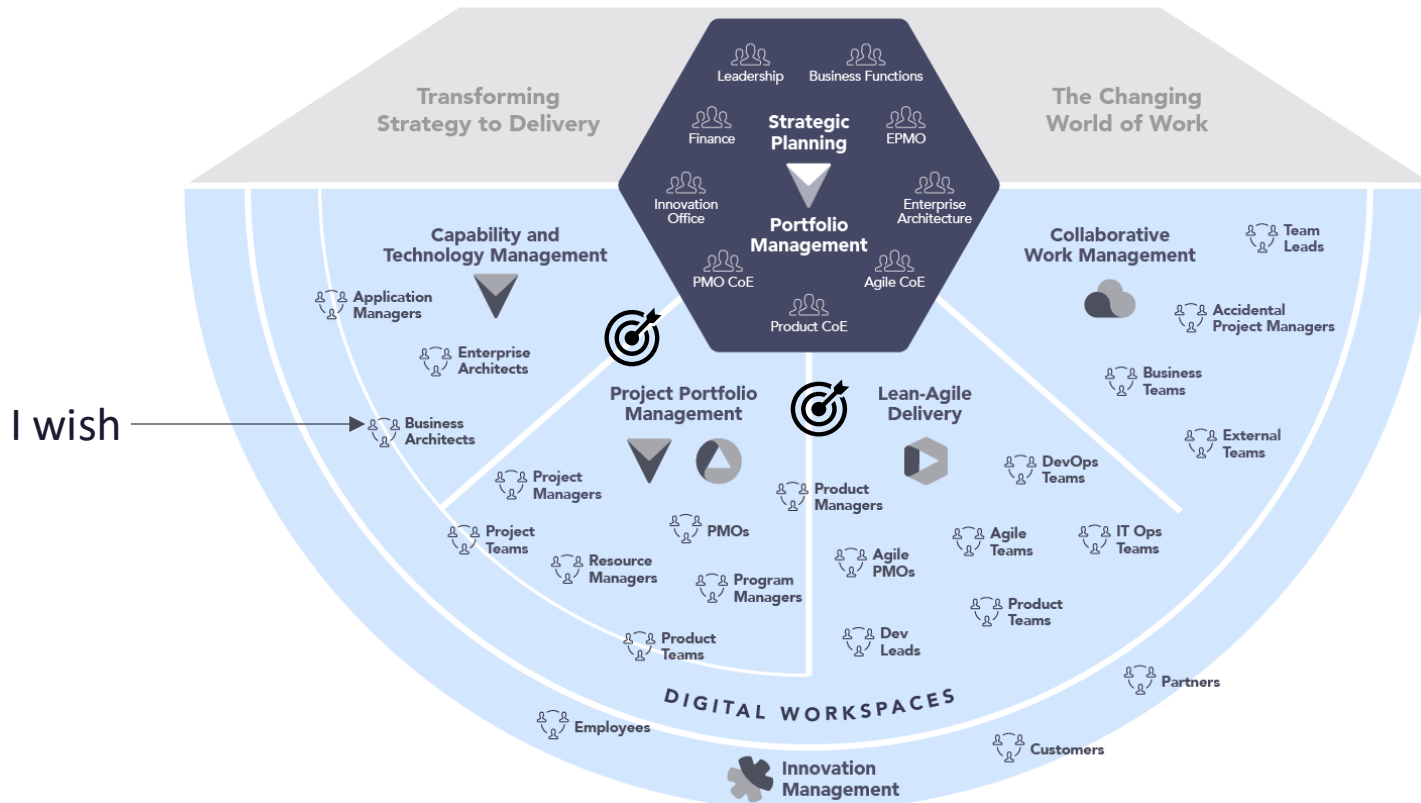 Transforming
Strategy to Delivery
Leadership
Business Functions
The Changing
World of Work
Finance
Strategic
Planning
EPMO
Innovation
Office
Enterprise
Architecture
Portfolio
Management
PMO CoE
Agile CoE
Product CoE
Capability and
Technology Management
Application
Managers
Enterprise
Architects
I wish
Business
Architects
Project Portfolio
Management
Project
Managers
Project
Teams
PMOs
Resource
Managers
Program
Managers
Product
Teams
Lean-Agile
Delivery
Product
Managers
DevOps
Teams
Agile
PMOs
Agile
Teams
IT Ops
Teams
Product
Teams
Dev
Leads
Collaborative
Work Management
Team
Leads
Accidental
Project Managers
Business
Teams
External
Teams
DIGITAL WORKSPACES
Employees
Partners
Customers
Innovation
Management